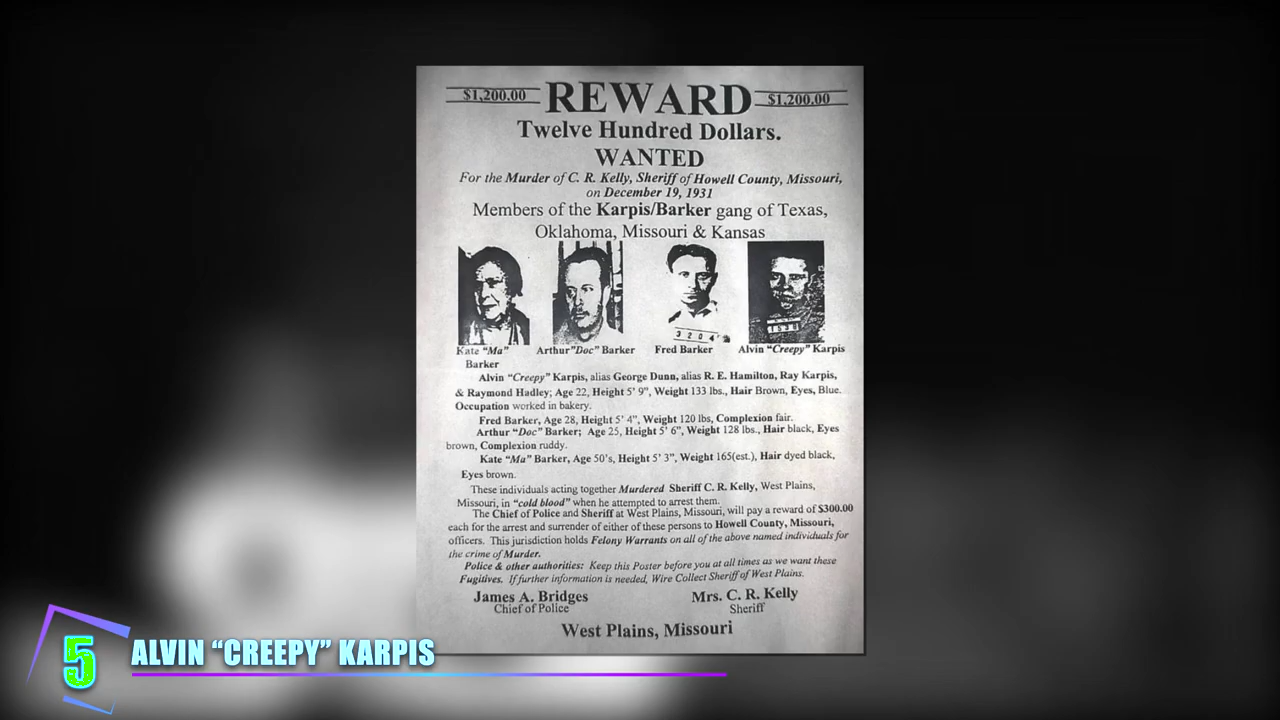 $1,200.00 REWARD $1,200.00
Twelve Hundred Dollars.
WANTED
For the Murder of C. R. Kelly, Sheriff of Howell County, Missouri,
on December 19, 1931
Members of the Karpis/Barker gang of Texas,
Oklahoma, Missouri & Kansas
3204
Kate "Ma" Barker
Arthur "Doc" Barker
Fred Barker
Alvin "Creepy" Karpis
Alvin "Creepy" Karpis, alias George Dunn, alias R. E. Hamilton, Ray Karpis,
& Raymond Hadley; Age 22, Height 5' 9", Weight 133 lbs., Hair Brown, Eyes, Blue.
Occupation worked in bakery.
Fred Barker, Age 28, Height 5' 4", Weight 120 lbs, Complexion fair.
Arthur "Doc" Barker; Age 25, Height 5' 6", Weight 128 lbs., Hair black, Eyes
brown, Complexion ruddy.
Kate "Ma" Barker, Age 50's, Height 5' 3", Weight 165(est.), Hair dyed black,
Eyes brown.
These individuals acting together Murdered Sheriff C. R. Kelly, West Plains,
Missouri, in "cold blood" when he attempted to arrest them.
The Chief of Police and Sheriff at West Plains, Missouri, will pay a reward of $300.00
each for the arrest and surrender of either of these persons to Howell County, Missouri,
officers. This jurisdiction holds Felony Warrants on all of the above named individuals for
the crime of Murder.
Police & other authorities: Keep this Poster before you at all times as we want these
Fugitives. If further information is needed, Wire Collect Sheriff of West Plains.
James A. Bridges
Chief of Police
Mrs. C. R. Kelly
Sheriff
West Plains, Missouri
5 ALVIN "CREEPY" KARPIS